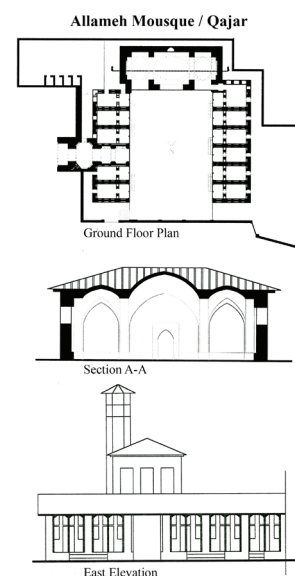 Allameh Mousque / Qajar
Ground Floor Plan
Section A-A
East Elevation